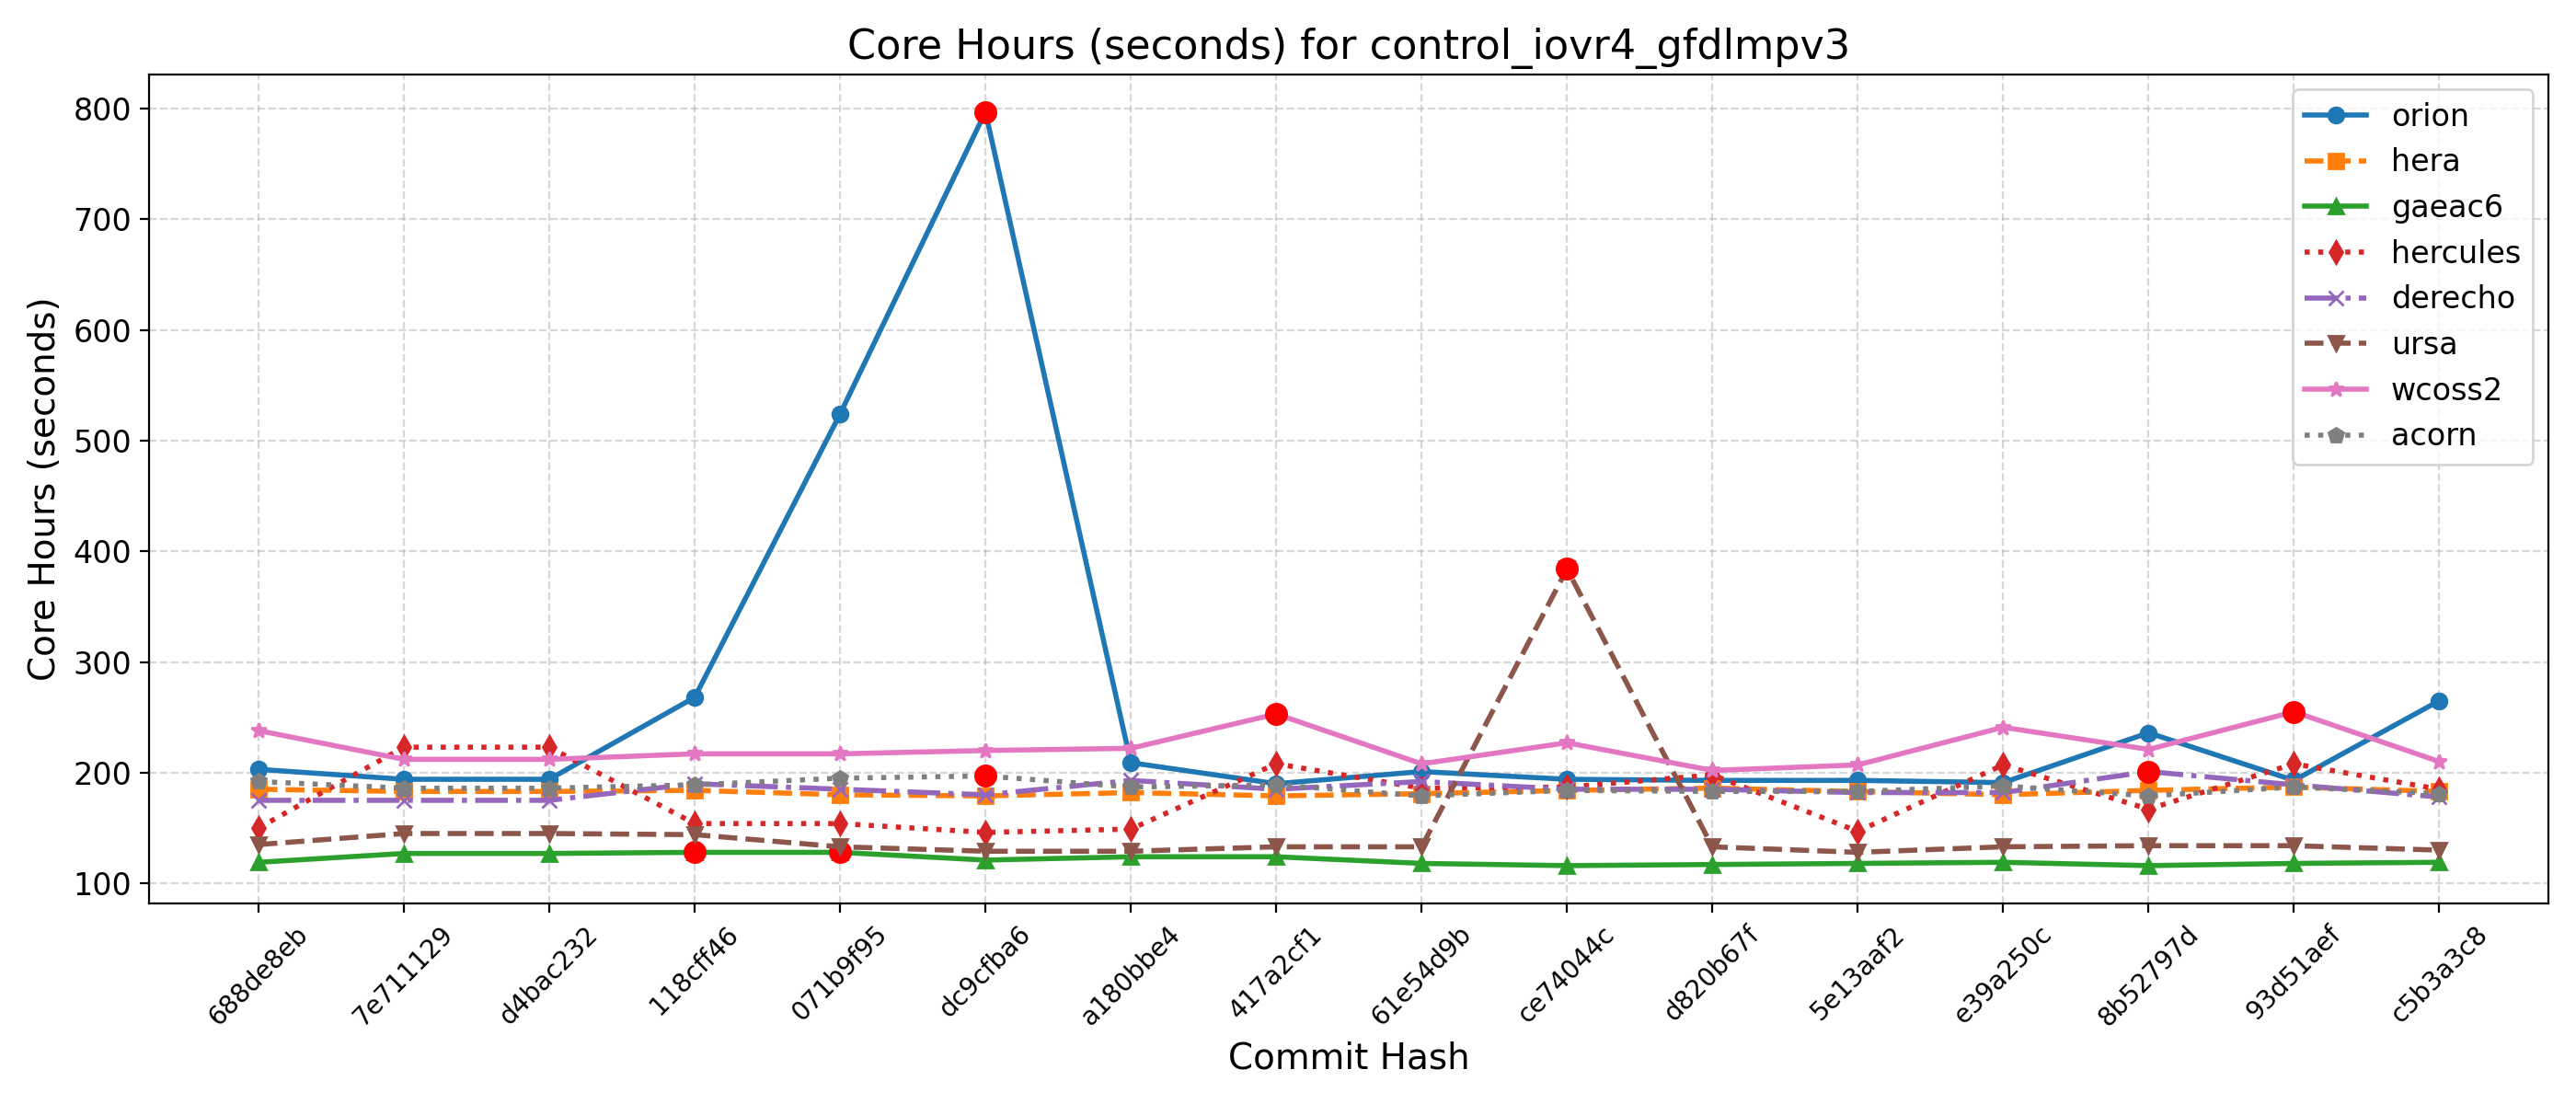 Core Hours (seconds) for control_iovr4_gfdlmpv3
Core Hours (seconds)
800
700
600
500
400
300
200
100
orion
hera
gaeac6
hercules
derecho
ursa
wcoss2
acorn
688de8eb
7e711129
d4bac232
118cff46
071b9f95
dc9cfba6
a180bbe4
417a2cf1
61e54d9b
ce74044c
d820b67f
5e13aaf2
e39a250c
8b52797d
93d51aef
c5b3a3c8
Commit Hash